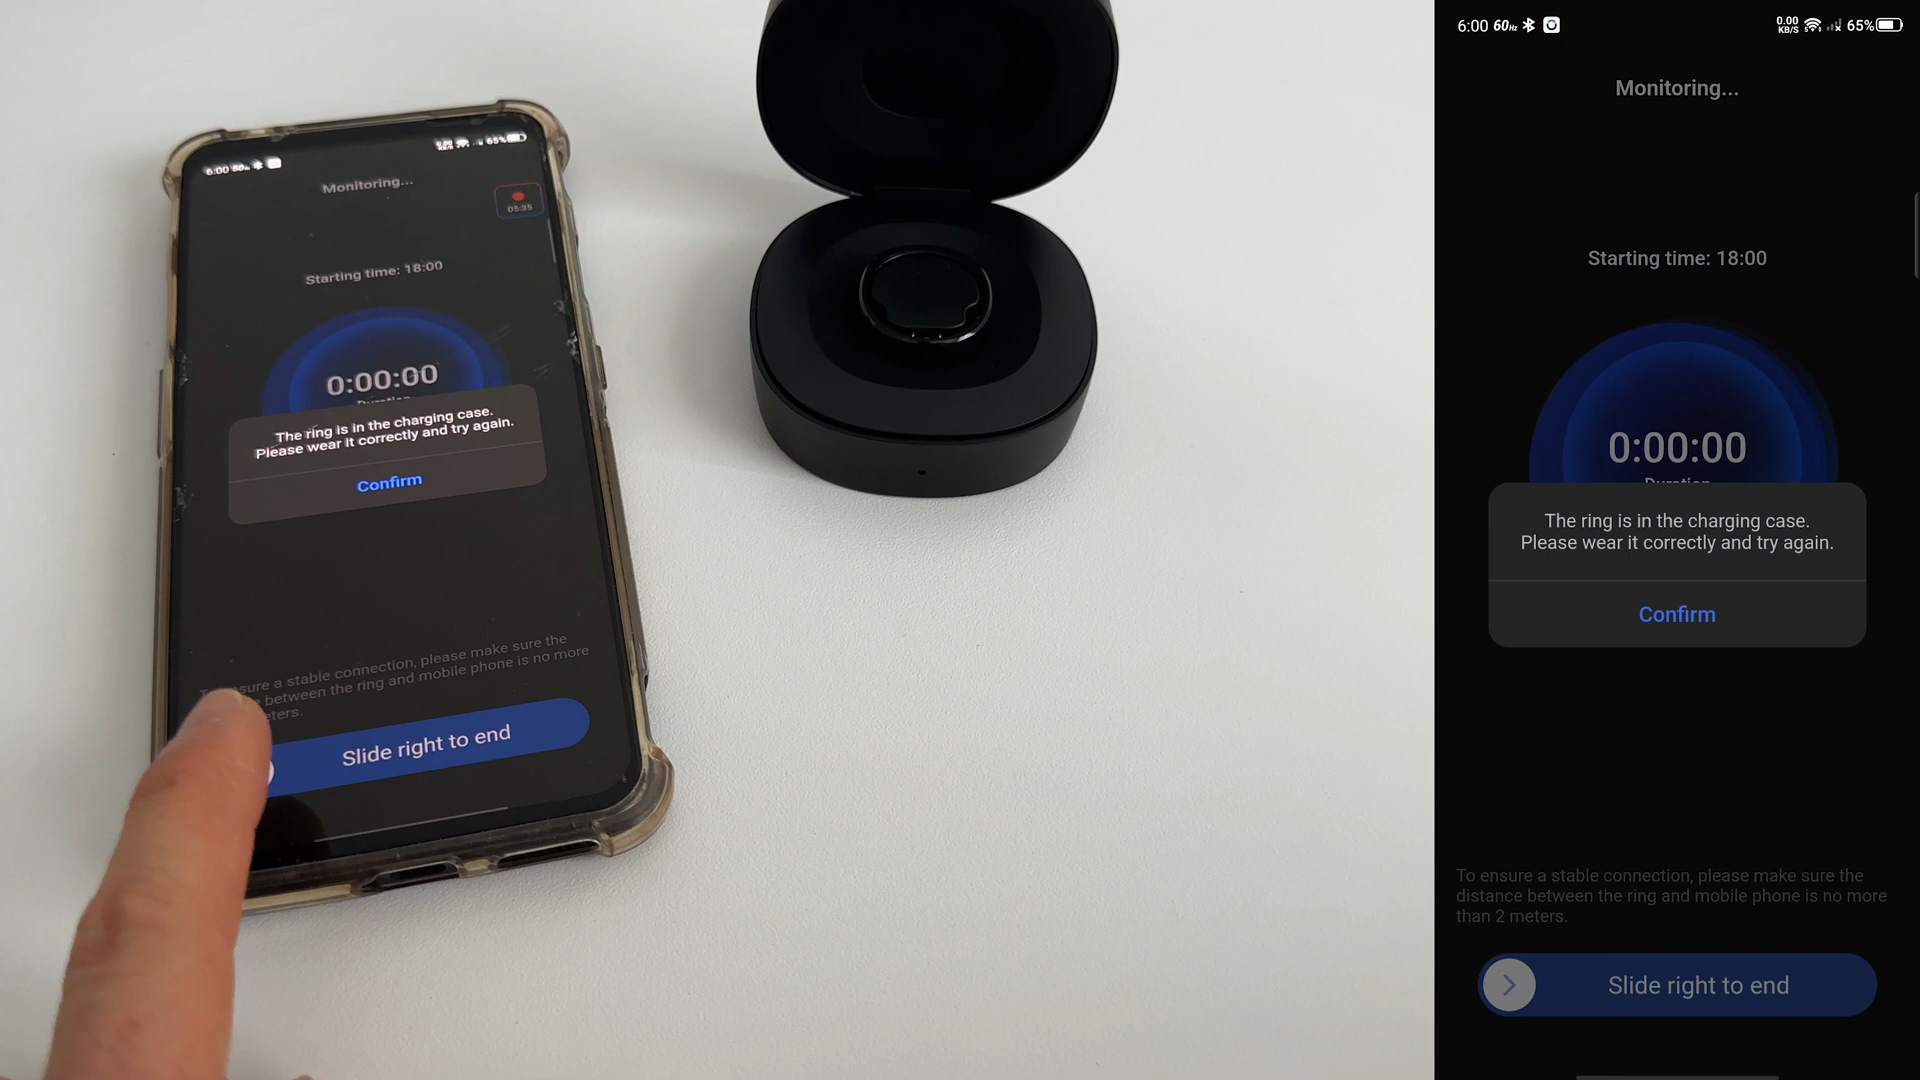 6:00 60Hz
65%
Monitoring...
05:35
Starting time: 18:00
0:00:00
Duration
The ring is in the charging case.
Please wear it correctly and try again.
Confirm
ensure a stable connection, please make sure the
between the ring and mobile phone is no more
eters.
Slide right to end
6:00 60Hz
0.00
KB/S
65%
Monitoring...
Starting time: 18:00
0:00:00
Duration
The ring is in the charging case.
Please wear it correctly and try again.
Confirm
To ensure a stable connection, please make sure the
distance between the ring and mobile phone is no more
than 2 meters.
Slide right to end